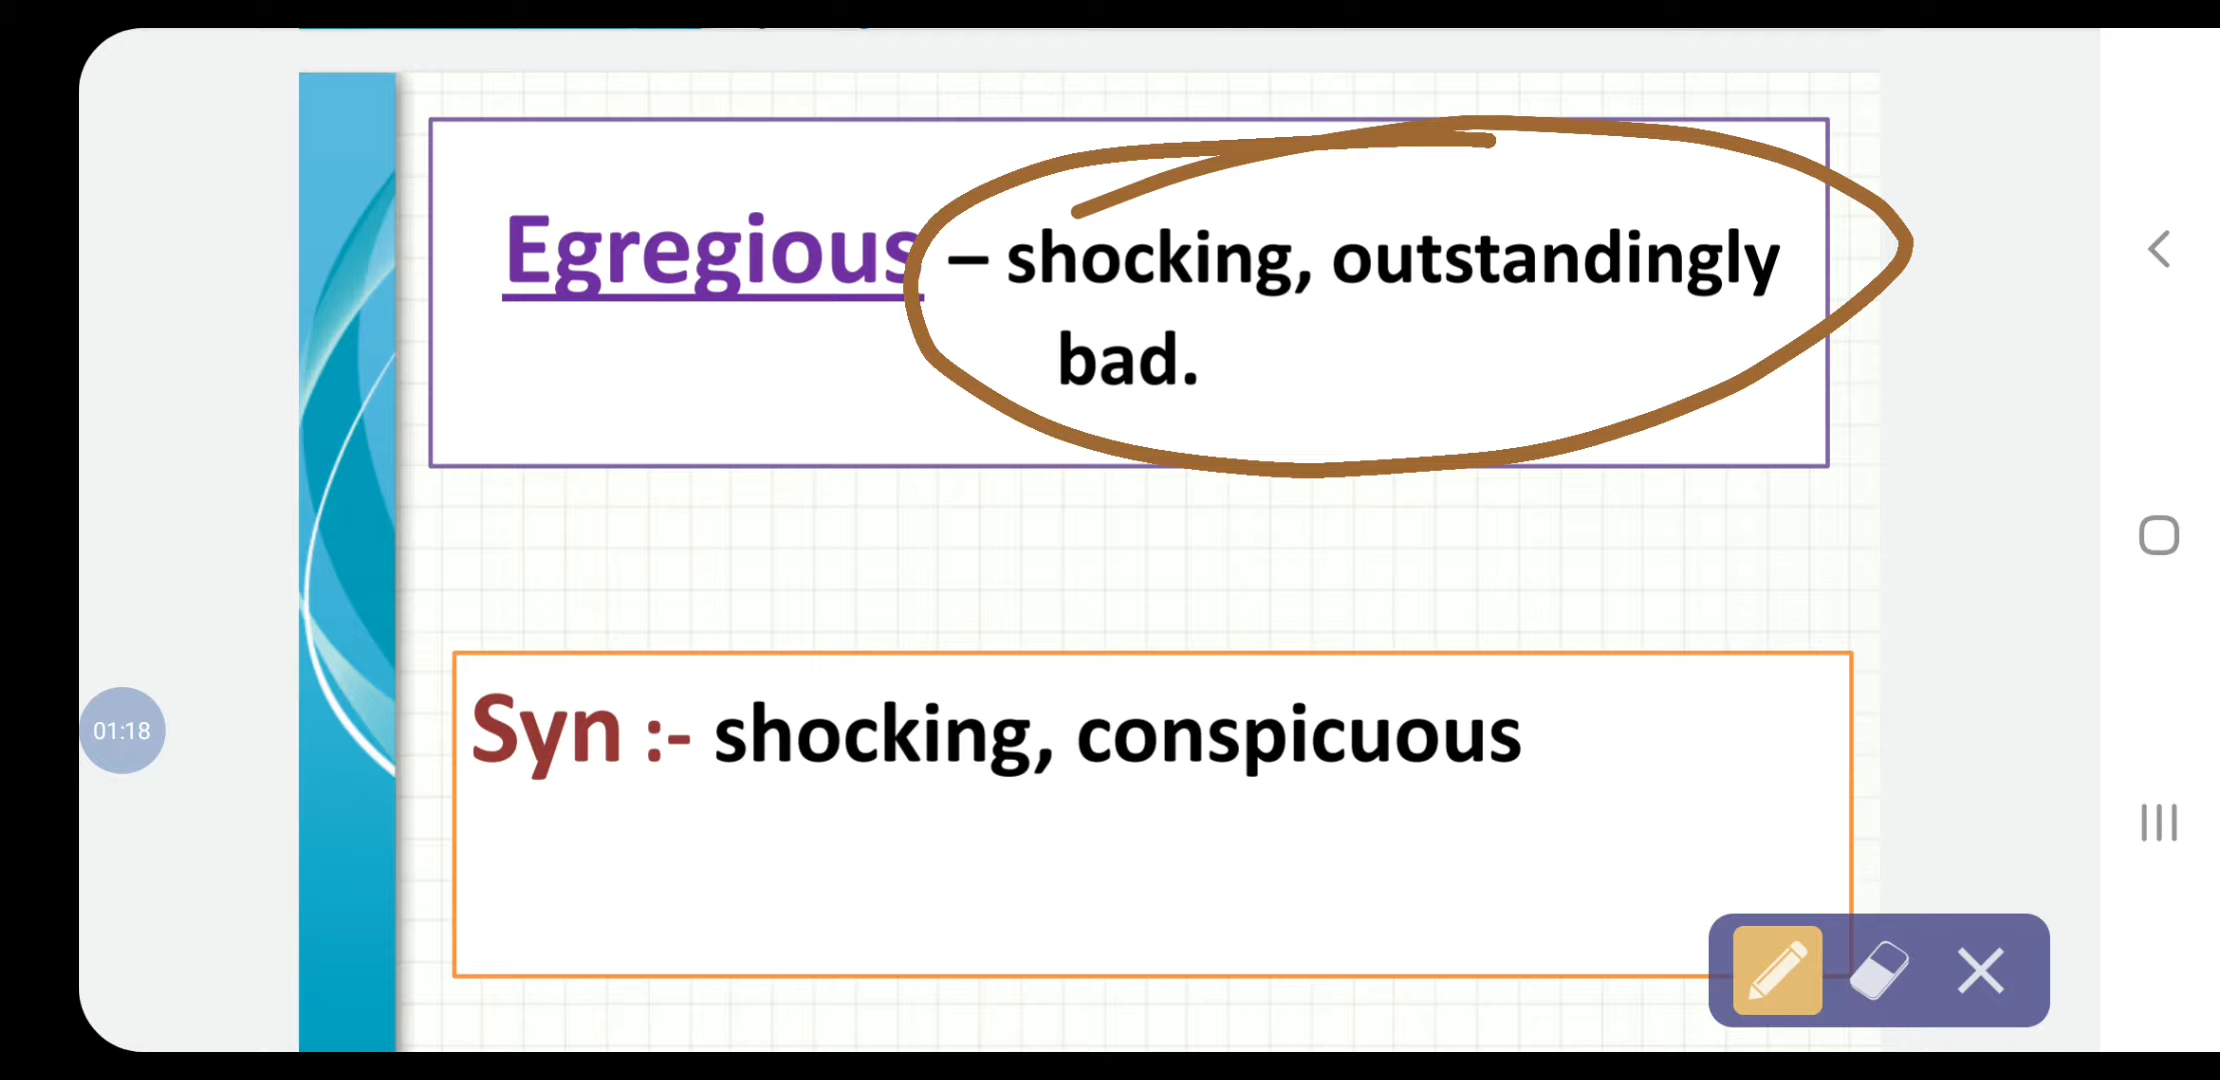 Egregious – shocking, outstandingly
bad.
Syn :- shocking, conspicuous
01:18